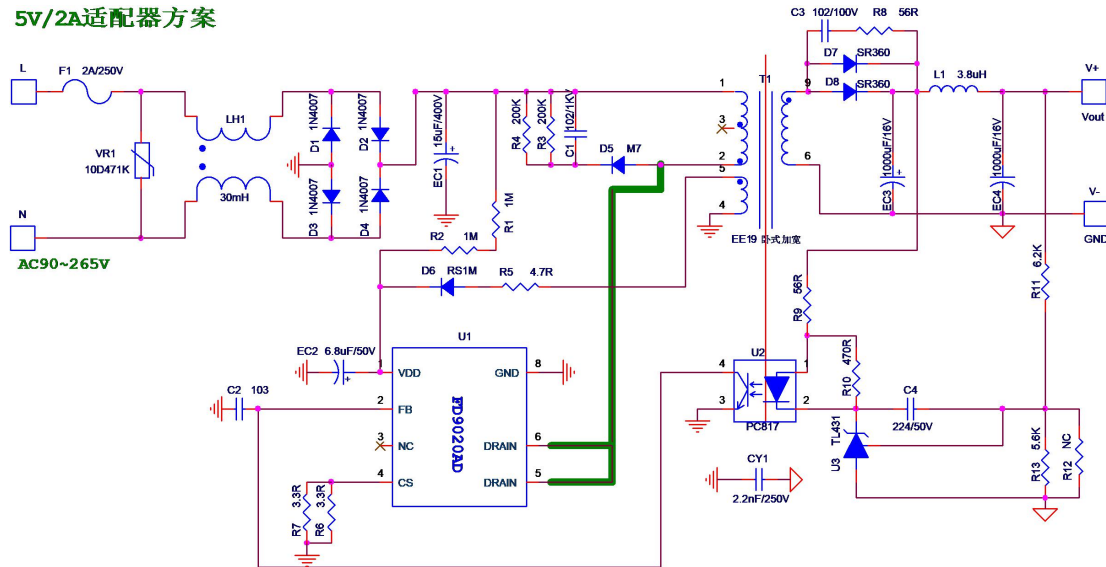 5V/2A适配器方案
C3 102/100V R8 56R
D7 SR360
L F1 2A/250V
T1
D8 SR360
L1 3.8uH
V+
Vout
LH1
30mH
VR1
10D471K
D1 1N4007
D2 1N4007
D3 1N4007
D4 1N4007
EC1 15uF/400V
R4 200K
R3 200K
C1 102/1KV
D5 M7
1
3
2
5
4
9
6
EC3 1000uF/16V
EC4 1000uF/16V
V-
GND
N
AC90~265V
R1 1M
R2 1M
D6 RS1M R5 4.7R
EE19 卧式加宽
R9 56R
R11 6.2K
U1
EC2 6.8uF/50V
1 VDD
2 FB
3 NC
4 CS
GND 8
DRAIN 6
DRAIN 5
FD9020AD
C2 103
R7 3.3R
R6 3.3R
U2
4
3
1
2
PC817
R10 470R
C4
224/50V
U3 TL431
CY1
2.2nF/250V
R13 5.6K
R12 NC